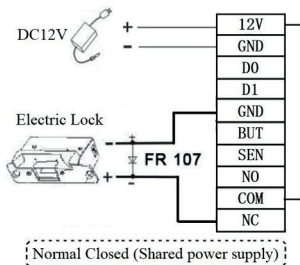 DC12V
+
-
12V
GND
D0
D1
GND
BUT
SEN
NO
COM
NC
Electric Lock
-
+
+
FR 107
-
Normal Closed (Shared power supply)